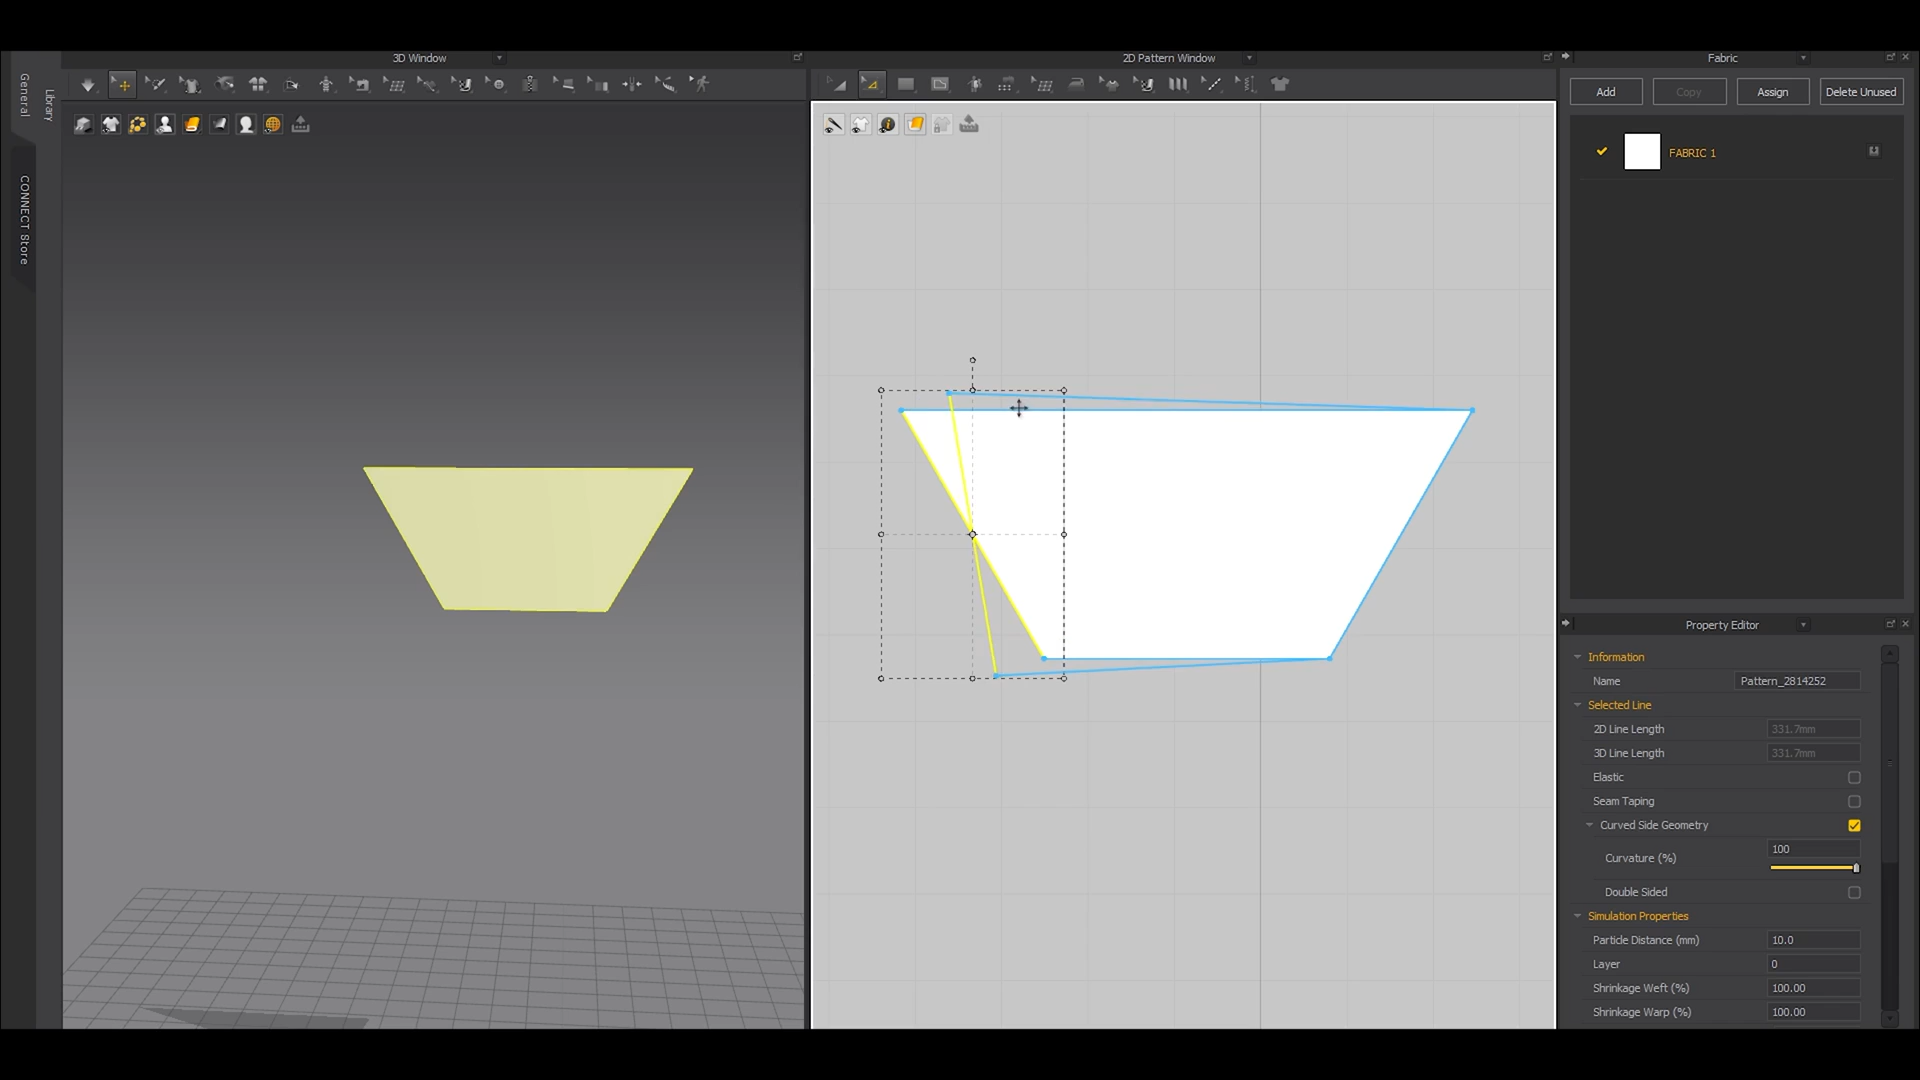 3D Window
2D Pattern Window
Fabric
General
Library
CONNECT Store
Add
Copy
Assign
Delete Unused
FABRIC 1
Property Editor
Information
Name
Pattern_2814252
Selected Line
2D Line Length
331.7mm
3D Line Length
331.7mm
Elastic
Seam Taping
Curved Side Geometry
100
Curvature (%)
Double Sided
Simulation Properties
Particle Distance (mm)
10.0
Layer
0
Shrinkage Weft (%)
100.00
Shrinkage Warp (%)
100.00